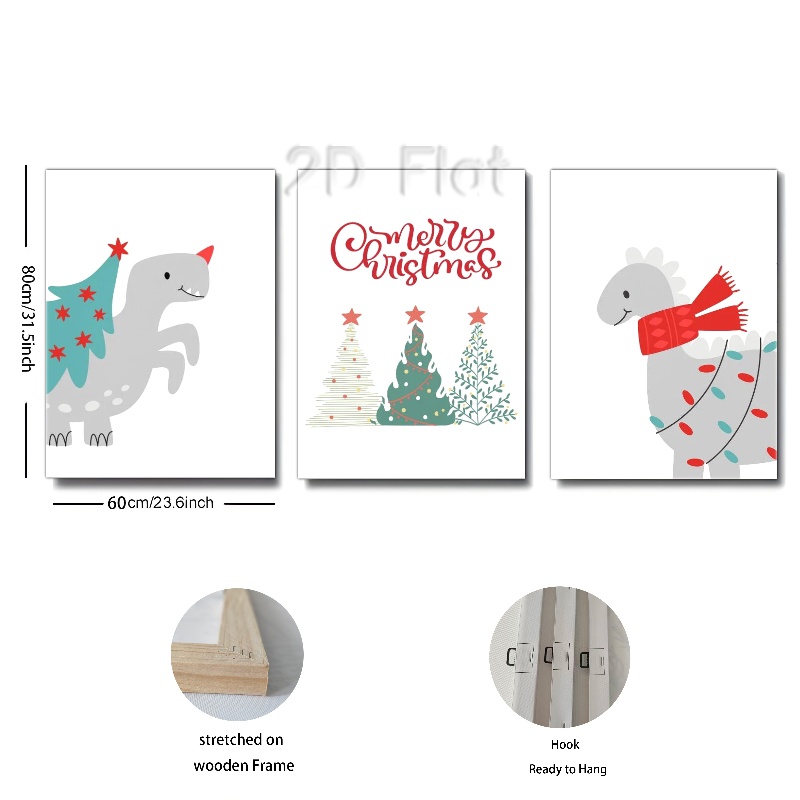 2D Flat
Merry
Christmas
80cm/31.5inch
60cm/23.6inch
stretched on
wooden Frame
Hook
Ready to Hang